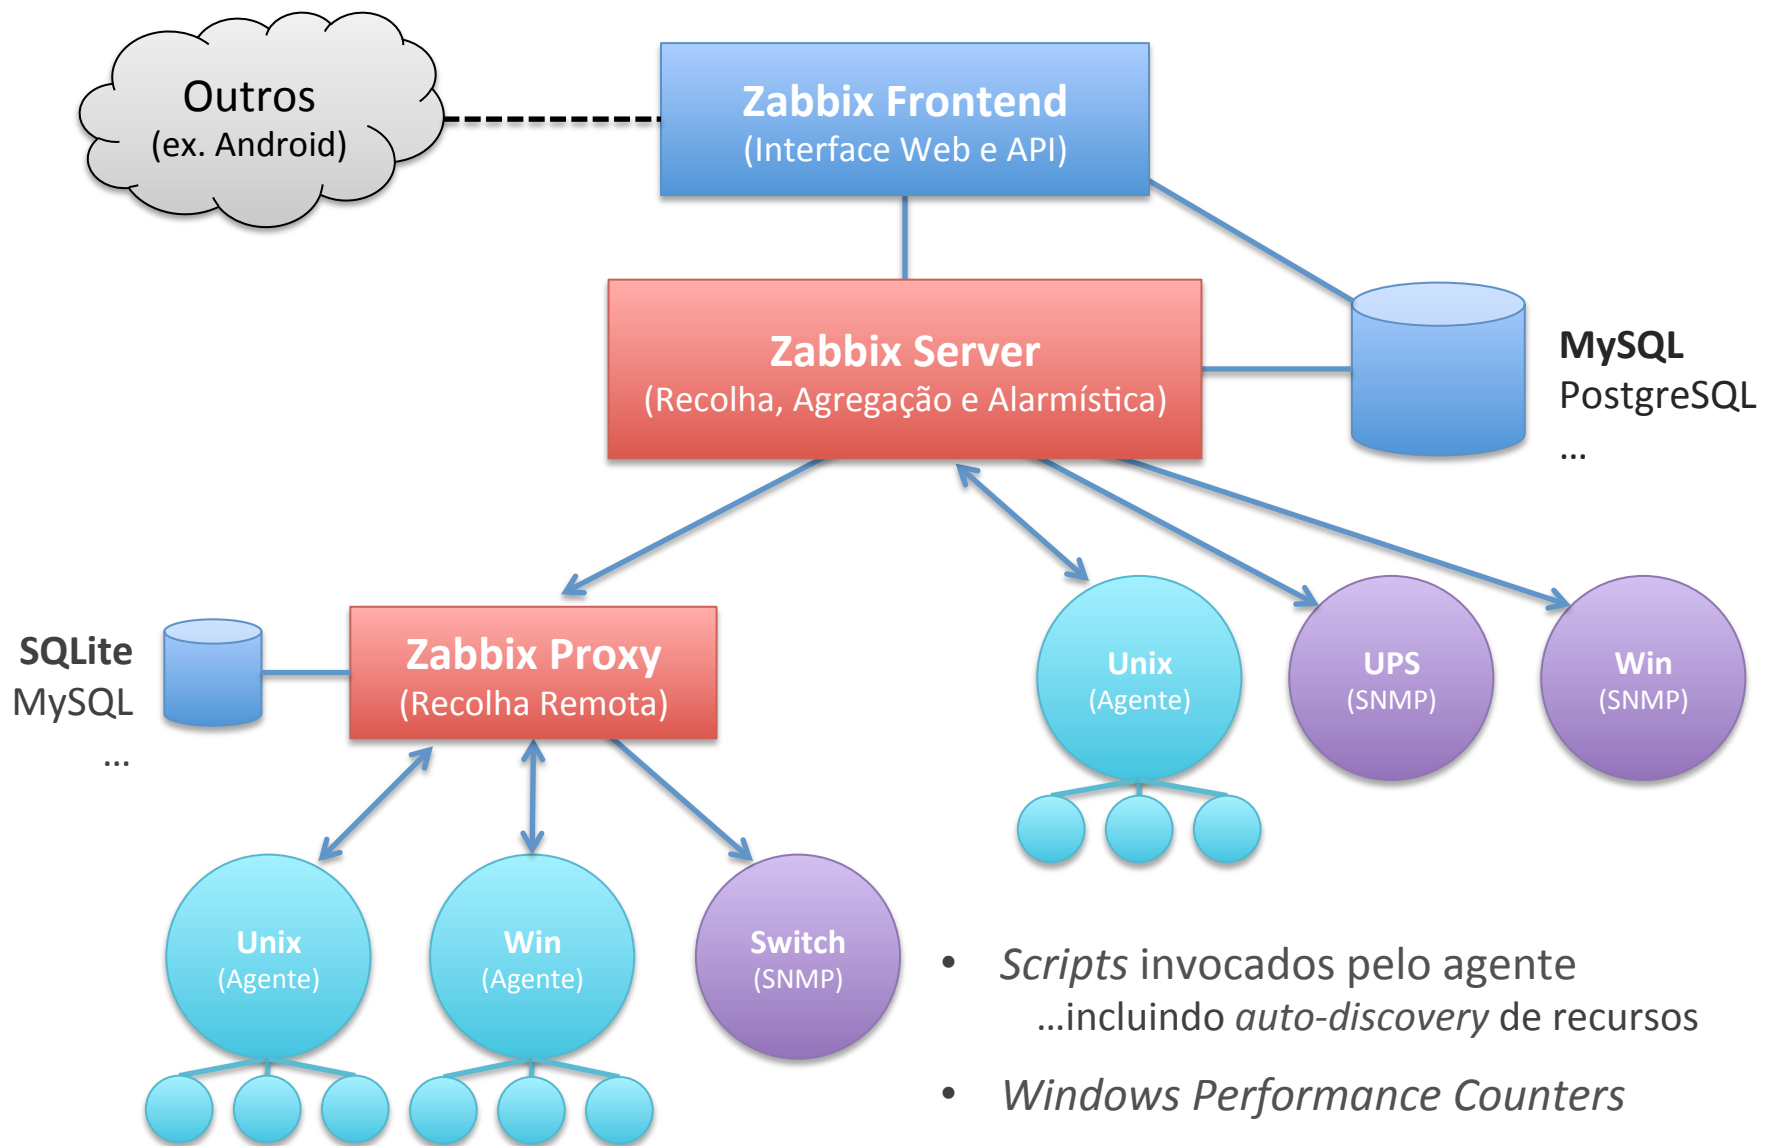 Outros
(ex. Android)
Zabbix Frontend
(Interface Web e API)
Zabbix Server
(Recolha, Agregação e Alarmística)
MySQL
PostgreSQL
...
SQLite
MySQL
...
Zabbix Proxy
(Recolha Remota)
Unix
(Agente)
UPS
(SNMP)
Win
(SNMP)
Unix
(Agente)
Win
(Agente)
Switch
(SNMP)
• Scripts invocados pelo agente
...incluindo auto-discovery de recursos
• Windows Performance Counters